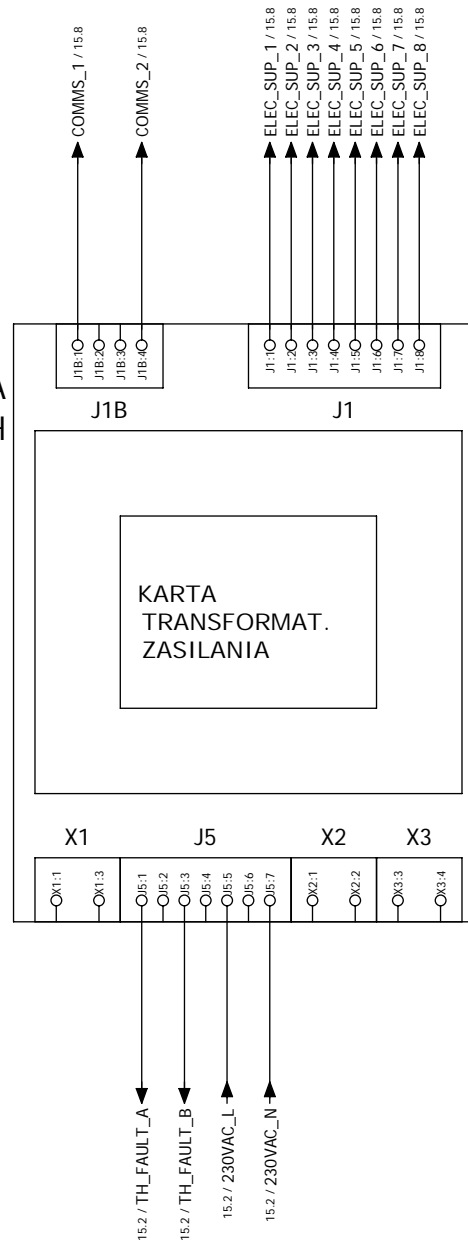 COMMS_1 / 15.8
COMMS_2 / 15.8
ELEC_SUP_1 / 15.8
ELEC_SUP_2 / 15.8
ELEC_SUP_3 / 15.8
ELEC_SUP_4 / 15.8
ELEC_SUP_5 / 15.8
ELEC_SUP_6 / 15.8
ELEC_SUP_7 / 15.8
ELEC_SUP_8 / 15.8
J1B:1
J1B:2
J1B:3
J1B:4
J1:1
J1:2
J1:3
J1:4
J1:5
J1:6
J1:7
J1:8
A
H
J1B
J1
KARTA
TRANSFORMAT.
ZASILANIA
X1
J5
X2
X3
X1:1
X1:3
J5:1
J5:2
J5:3
J5:4
J5:5
J5:6
J5:7
X2:1
X2:2
X3:3
X3:4
15.2 / TH_FAULT_A
15.2 / TH_FAULT_B
15.2 / 230VAC_L
15.2 / 230VAC_N